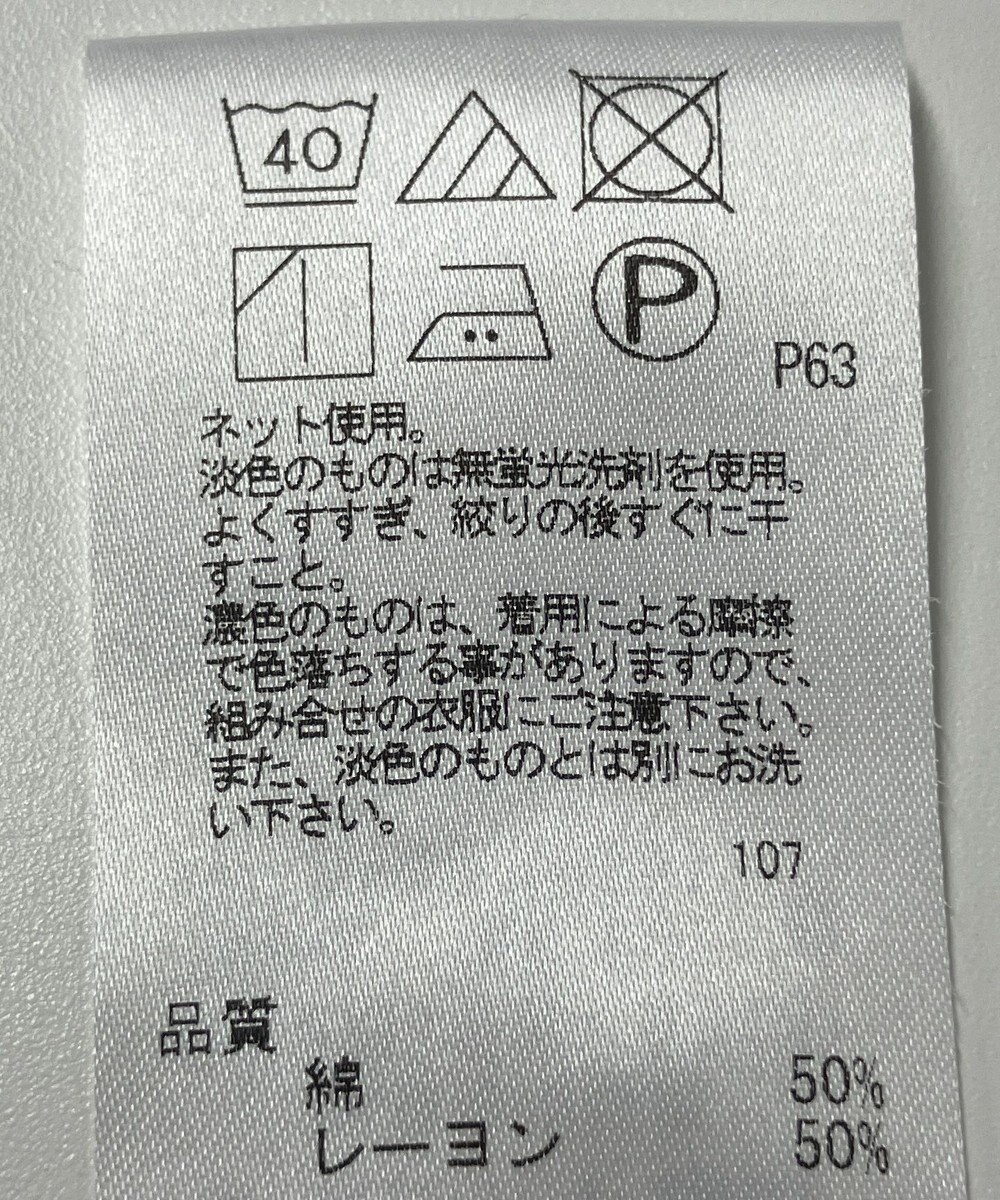 40
P
P63
ネット使用。
淡色のものは無蛍光洗剤を使用。
よくすすぎ、絞りの後すぐに干
すこと。
濃色のものは、着用による摩擦
で色落ちする事がありますので、
組み合せの衣服にご注意下さい。
また、淡色のものとは別にお洗
い下さい。
107
品質
綿 50%
レーヨン 50%